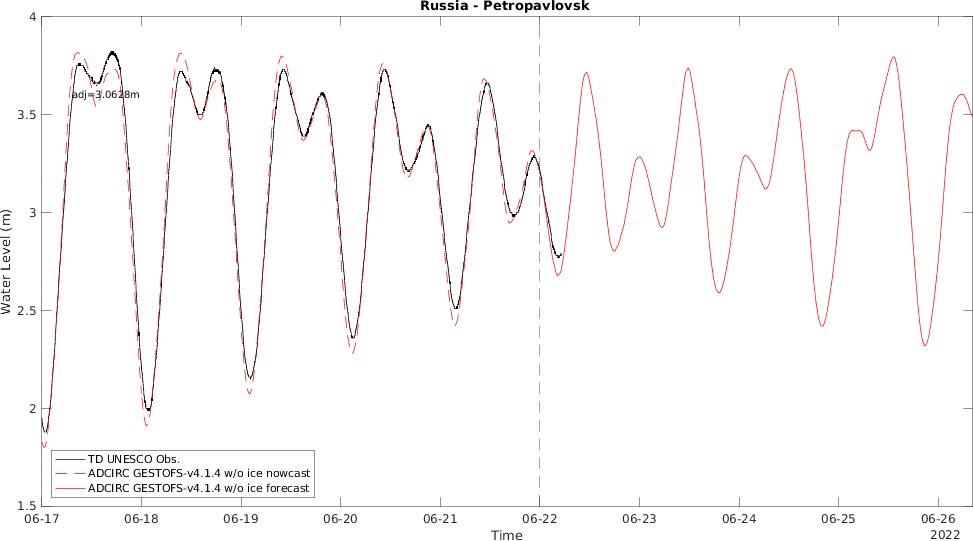 Russia - Petropavlovsk
4
3.5
3
2.5
2
1.5
Water Level (m)
adj=3.0628m
TD UNESCO Obs.
ADCIRC GESTOFS-v4.1.4 w/o ice nowcast
ADCIRC GESTOFS-v4.1.4 w/o ice forecast
06-17 06-18 06-19 06-20 06-21 06-22 06-23 06-24 06-25 06-26
Time 2022